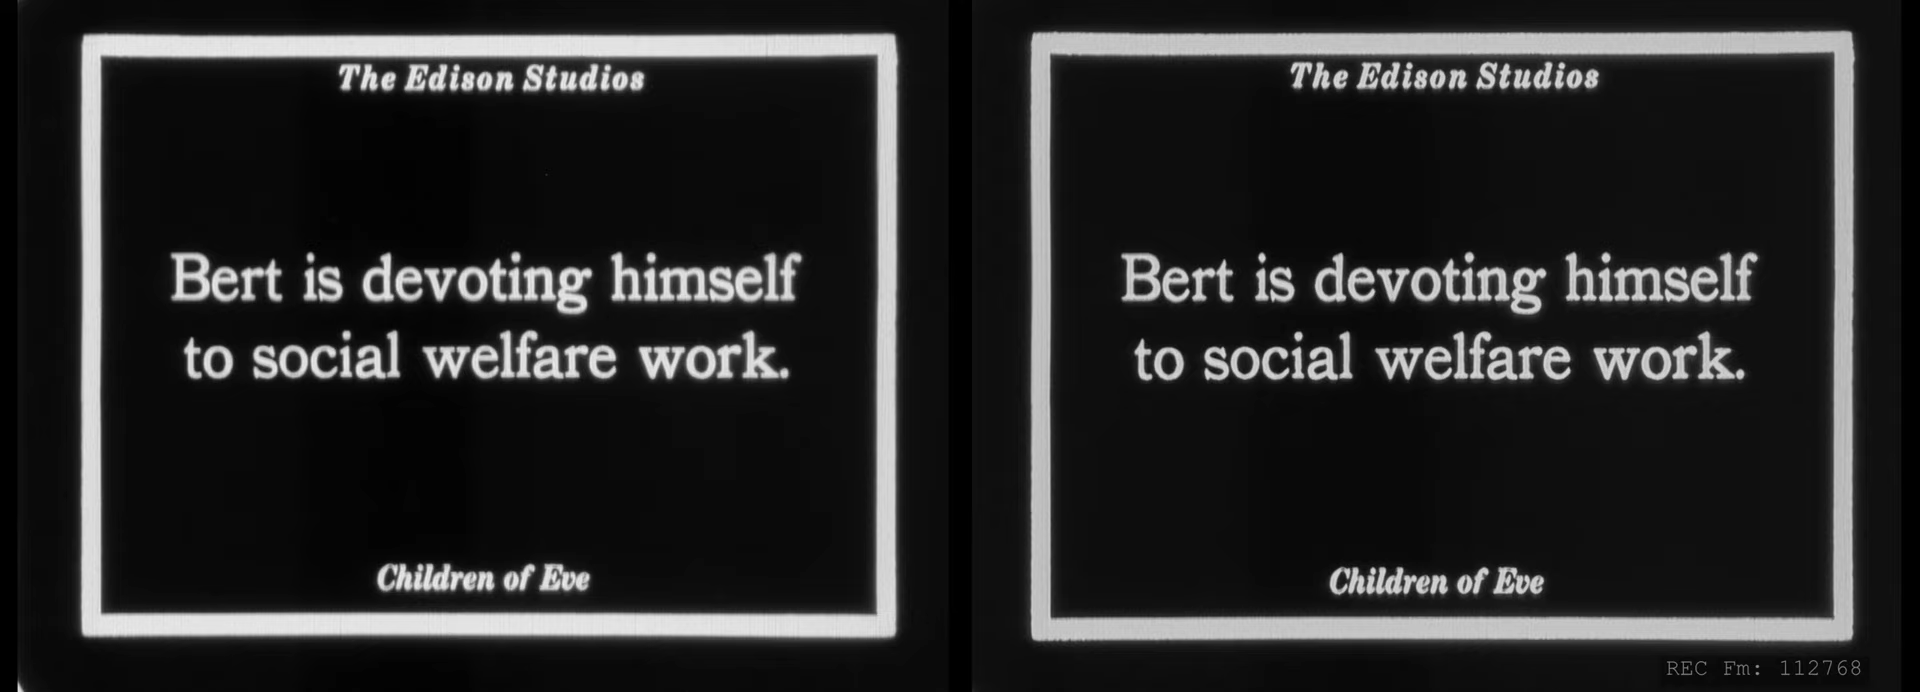 The Edison Studios
Bert is devoting himself
to social welfare work.
Children of Eve
The Edison Studios
Bert is devoting himself
to social welfare work.
Children of Eve
REC Fm: 112768